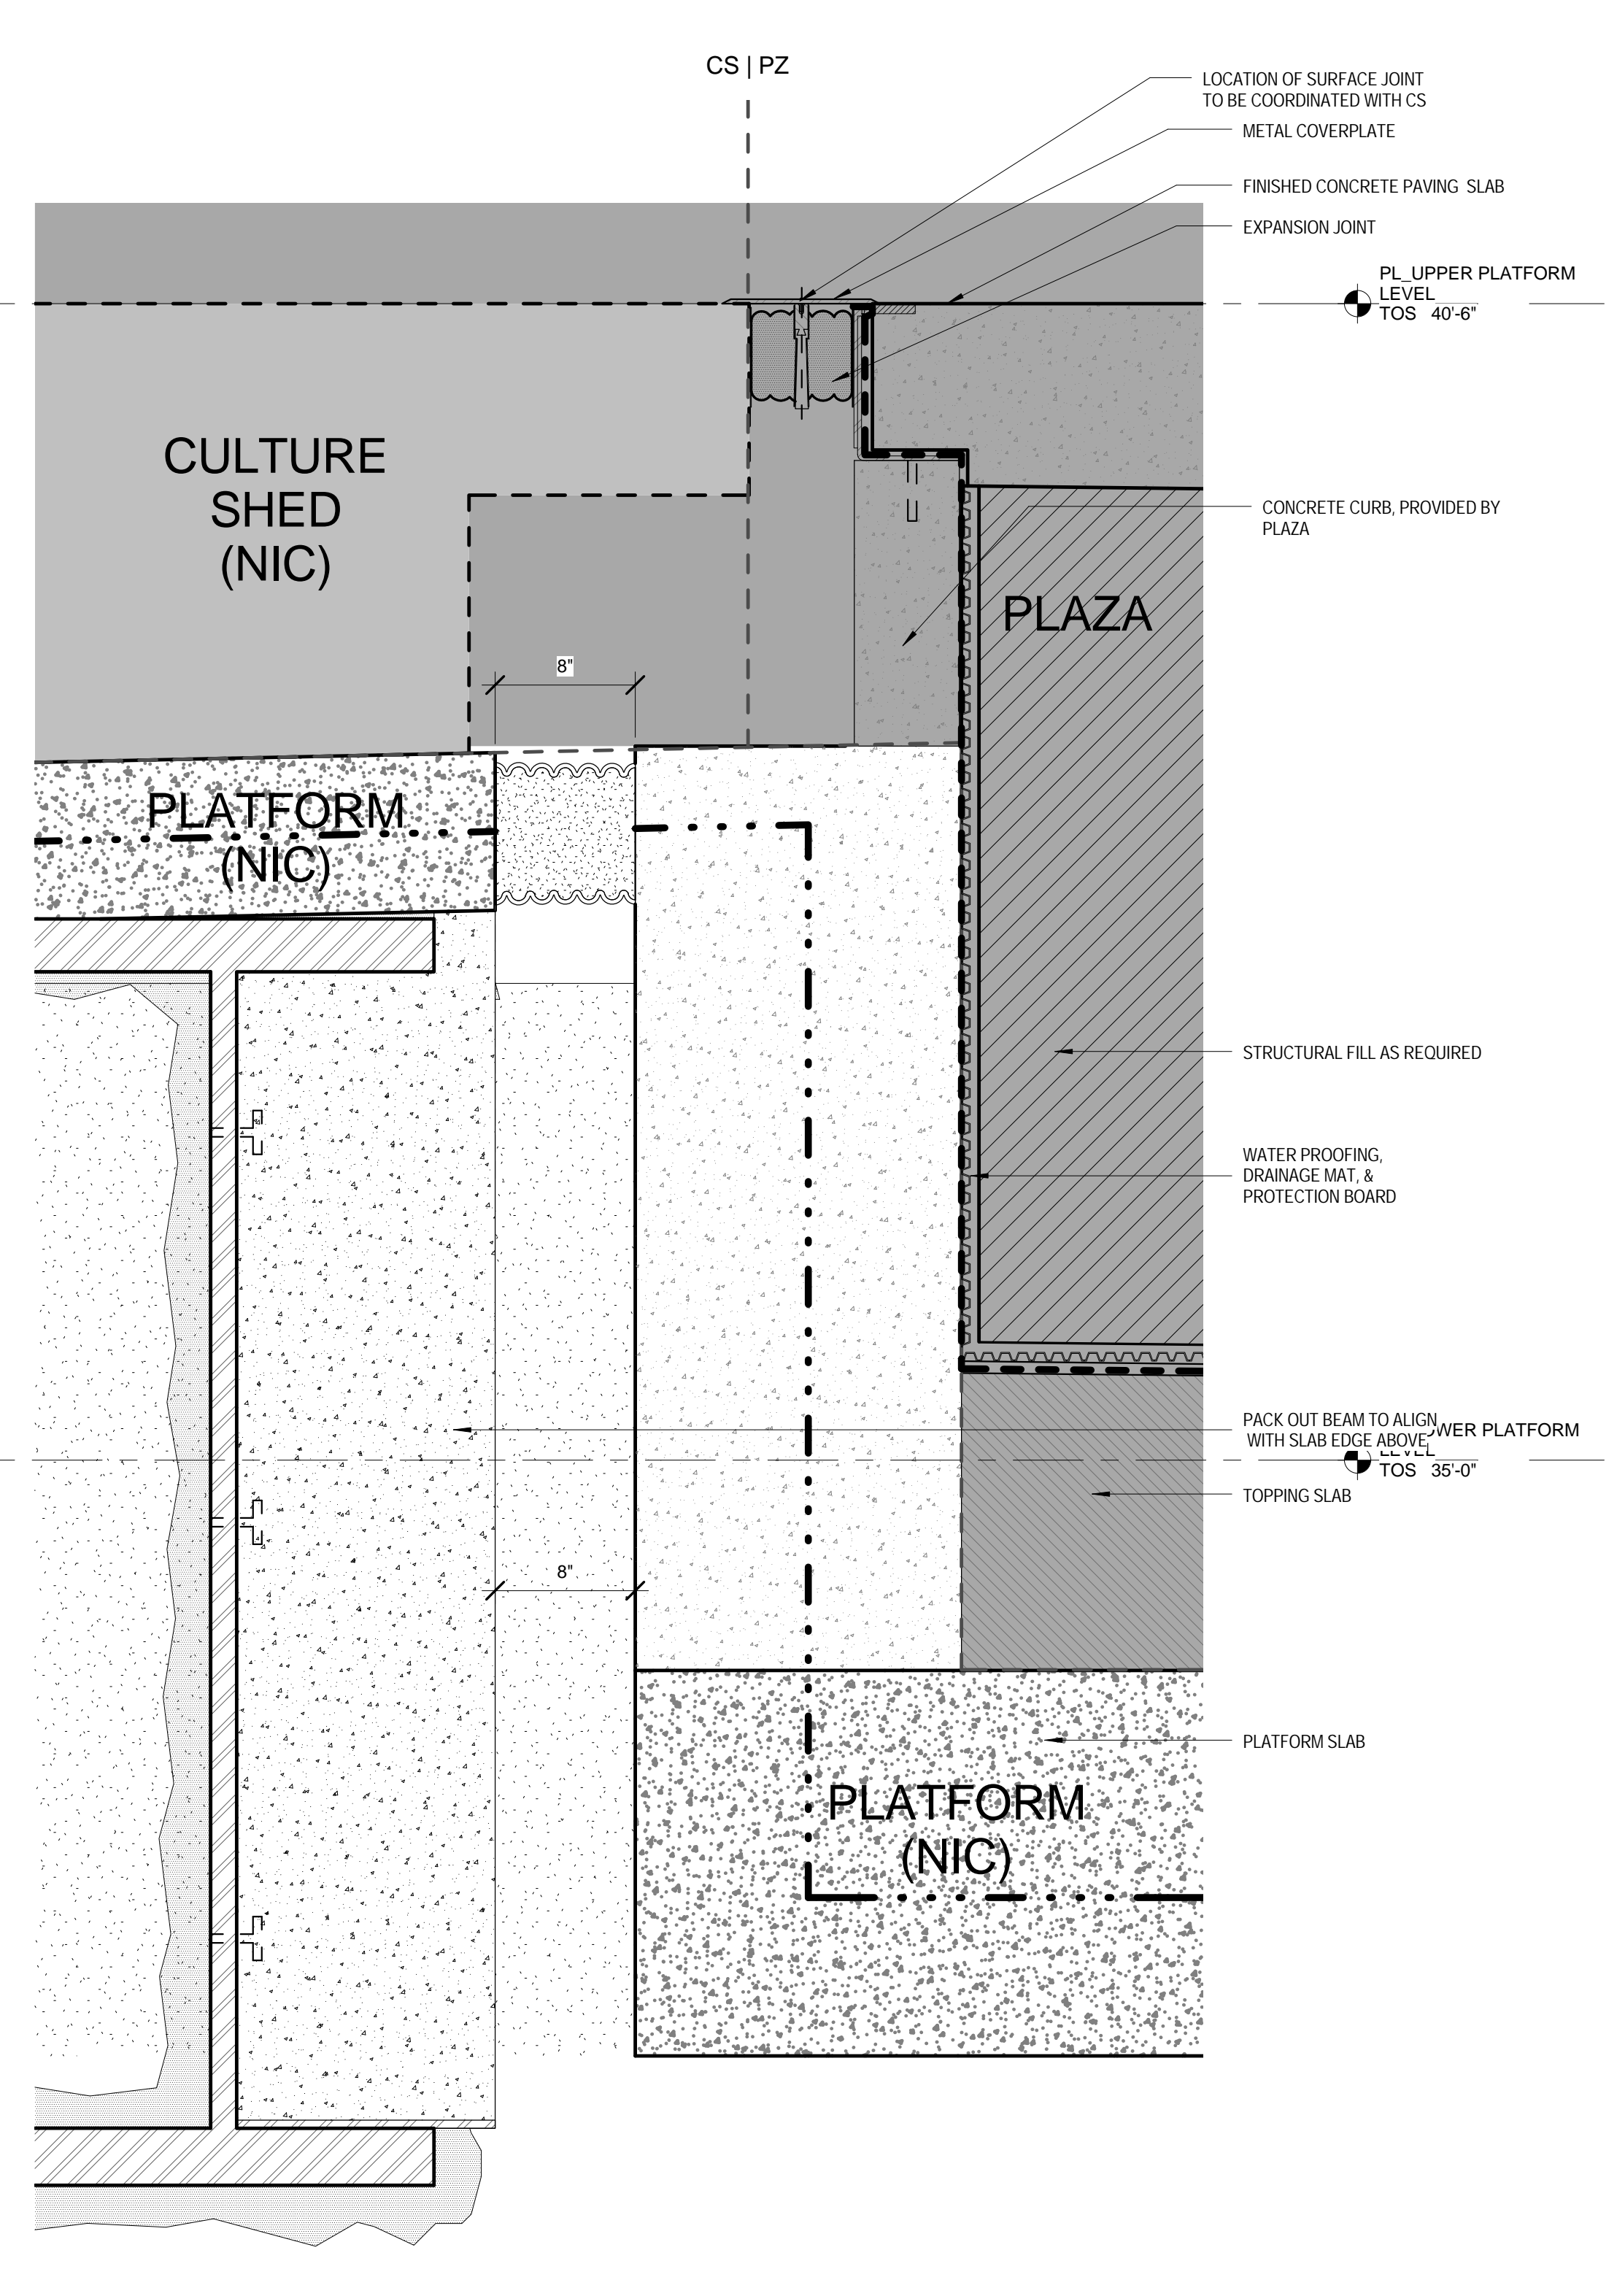 CS | PZ
LOCATION OF SURFACE JOINT
TO BE COORDINATED WITH CS
METAL COVERPLATE
FINISHED CONCRETE PAVING SLAB
EXPANSION JOINT
PL_UPPER PLATFORM
LEVEL
TOS 40'-6"
CULTURE
SHED
(NIC)
CONCRETE CURB, PROVIDED BY
PLAZA
PLAZA
8"
PLATFORM
(NIC)
STRUCTURAL FILL AS REQUIRED
WATER PROOFING,
DRAINAGE MAT, &
PROTECTION BOARD
PACK OUT BEAM TO ALIGN
WITH SLAB EDGE ABOVE
PLATFORM
LEVEL
TOS 35'-0"
TOPPING SLAB
8"
PLATFORM SLAB
PLATFORM
(NIC)